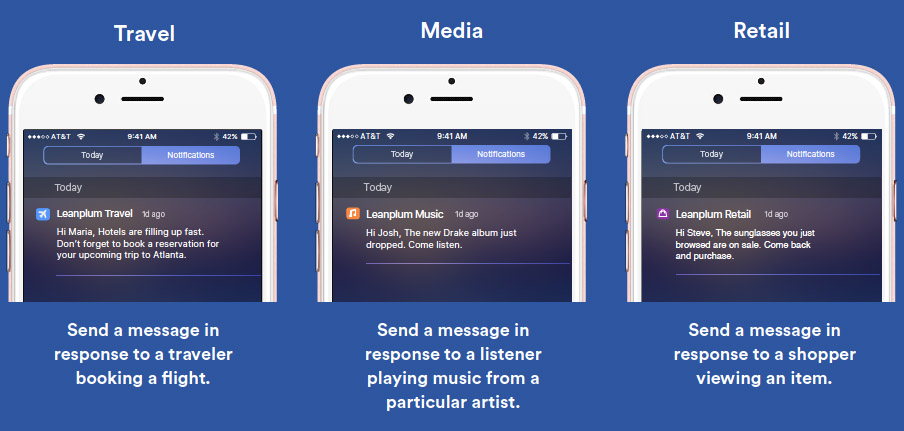 Travel
AT&T 9:41 AM 42%
Today Notifications
Today
Leanplum Travel 1d ago
Hi Maria, Hotels are filling up fast.
Don't forget to book a reservation for
your upcoming trip to Atlanta.
Send a message in
response to a traveler
booking a flight.
Media
AT&T 9:41 AM 42%
Today Notifications
Today
Leanplum Music 1d ago
Hi Josh, The new Drake album just
dropped. Come listen.
Send a message in
response to a listener
playing music from a
particular artist.
Retail
AT&T 9:41 AM 42%
Today Notifications
Today
Leanplum Retail 1d ago
Hi Steve, The sunglasses you just
browsed are on sale. Come back
and purchase.
Send a message in
response to a shopper
viewing an item.